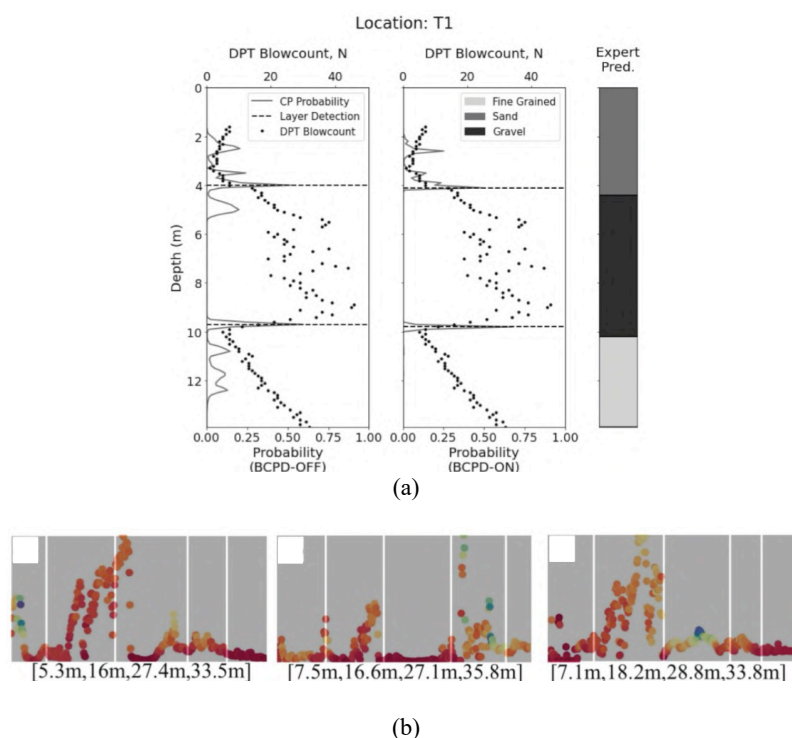 Location: T1
DPT Blowcount, N
DPT Blowcount, N
Expert
Pred.
0 20 40
0 20 40
CP Probability
Layer Detection
DPT Blowcount
Fine Grained
Sand
Gravel
0
2
4
6
8
10
12
Depth (m)
0.00 0.25 0.50 0.75 1.00
0.00 0.25 0.50 0.75 1.00
Probability
(BCPD-OFF)
Probability
(BCPD-ON)
(a)
[5.3m,16m,27.4m,33.5m]
[7.5m,16.6m,27.1m,35.8m]
[7.1m,18.2m,28.8m,33.8m]
(b)